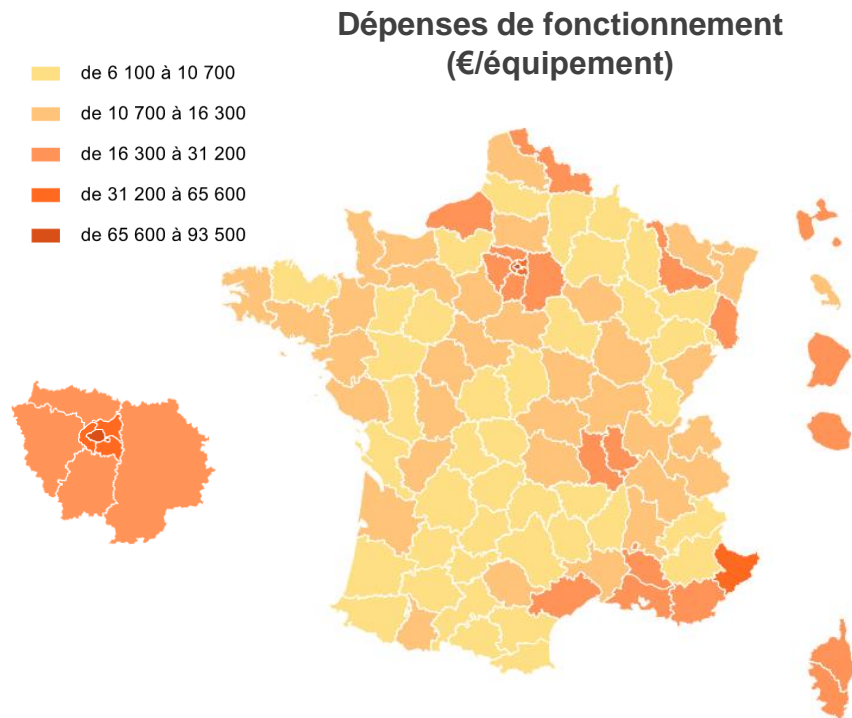 Dépenses de fonctionnement
(€/équipement)
de 6 100 à 10 700
de 10 700 à 16 300
de 16 300 à 31 200
de 31 200 à 65 600
de 65 600 à 93 500